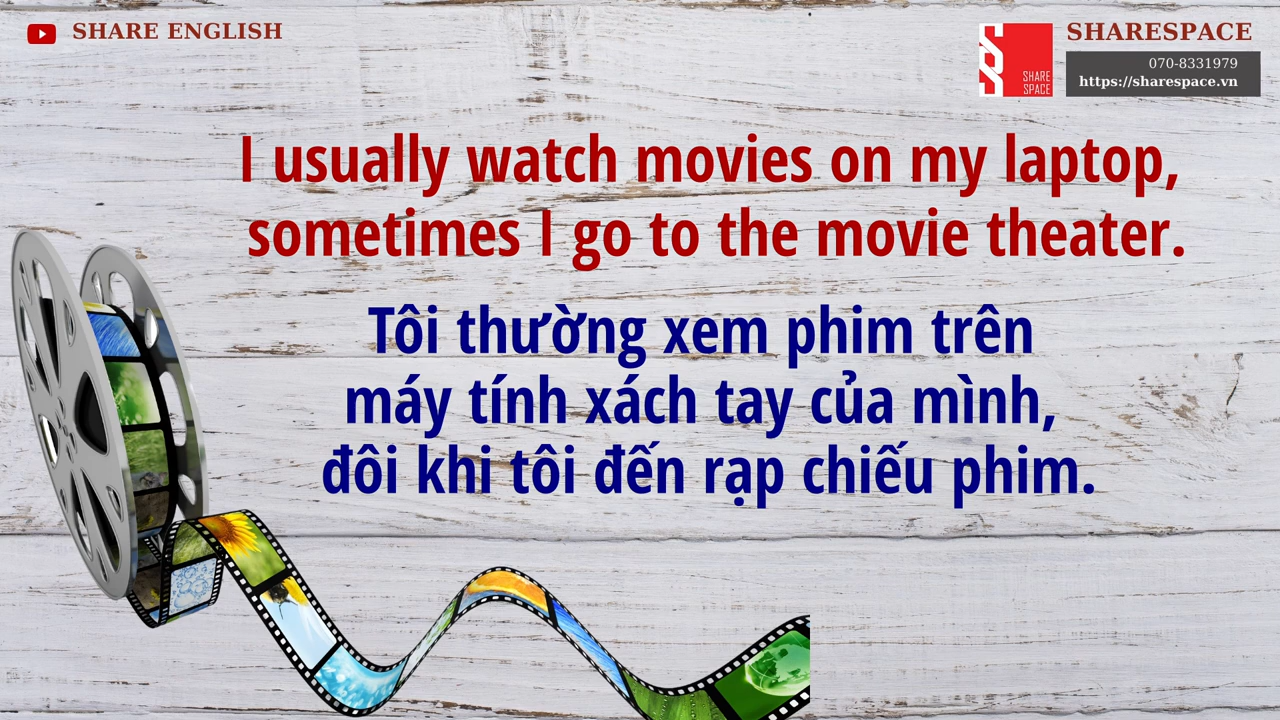 SHARE ENGLISH
SHARESPACE
070-8331979
https://sharespace.vn
SHARE
SPACE
I usually watch movies on my laptop,
sometimes I go to the movie theater.
Tôi thường xem phim trên
máy tính xách tay của mình,
đôi khi tôi đến rạp chiếu phim.